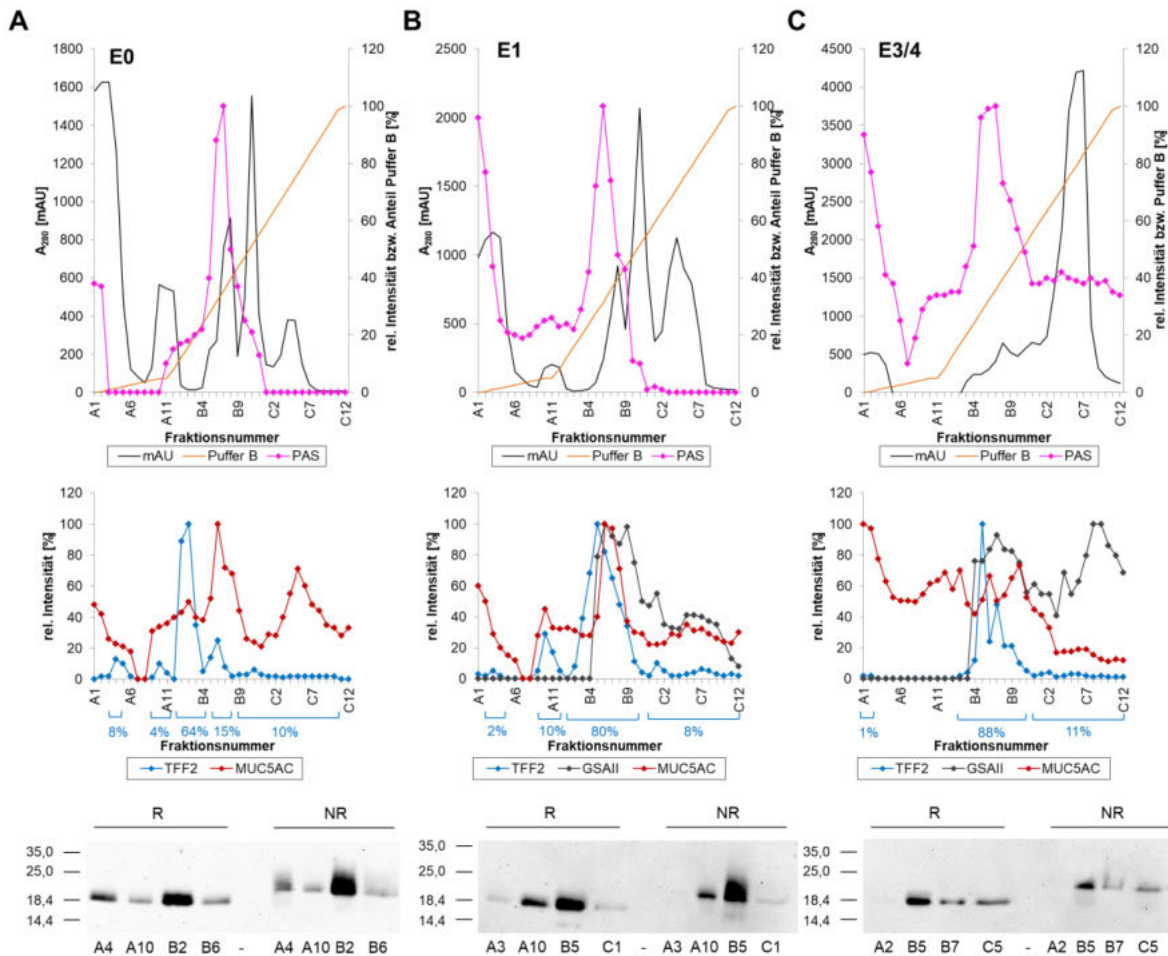 A
B
C
E0
E1
E3/4
1800
1600
1400
1200
1000
800
600
400
200
0
A₂₈₀ [mAU]
120
100
80
60
40
20
0
rel. Intensität bzw. Anteil Puffer B [%]
A1
A6
A11
B4
B9
C2
C7
C12
Fraktionsnummer
mAU Puffer B PAS
2500
2000
1500
1000
500
0
A₂₈₀ [mAU]
120
100
80
60
40
20
0
rel. Intensität bzw. Anteil Puffer B [%]
A1
A6
A11
B4
B9
C2
C7
C12
Fraktionsnummer
mAU Puffer B PAS
4500
4000
3500
3000
2500
2000
1500
1000
500
0
A₂₈₀ [mAU]
120
100
80
60
40
20
0
rel. Intensität bzw. Anteil Puffer B [%]
A1
A6
A11
B4
B9
C2
C7
C12
Fraktionsnummer
mAU Puffer B PAS
120
100
80
60
40
20
0
rel. Intensität [%]
A1
A6
A11
B4
B9
C2
C7
C12
8% 4% 64% 15% 10%
Fraktionsnummer
TFF2 MUC5AC
120
100
80
60
40
20
0
rel. Intensität [%]
A1
A6
A11
B4
B9
C2
C7
C12
2% 10% 80% 8%
Fraktionsnummer
TFF2 GSAII MUC5AC
120
100
80
60
40
20
0
rel. Intensität [%]
A1
A6
A11
B4
B9
C2
C7
C12
1% 88% 11%
Fraktionsnummer
TFF2 GSAII MUC5AC
R NR
35,0
25,0
18,4
14,4
A4 A10 B2 B6 - A4 A10 B2 B6
R NR
35,0
25,0
18,4
14,4
A3 A10 B5 C1 - A3 A10 B5 C1
R NR
35,0
25,0
18,4
14,4
A2 B5 B7 C5 - A2 B5 B7 C5